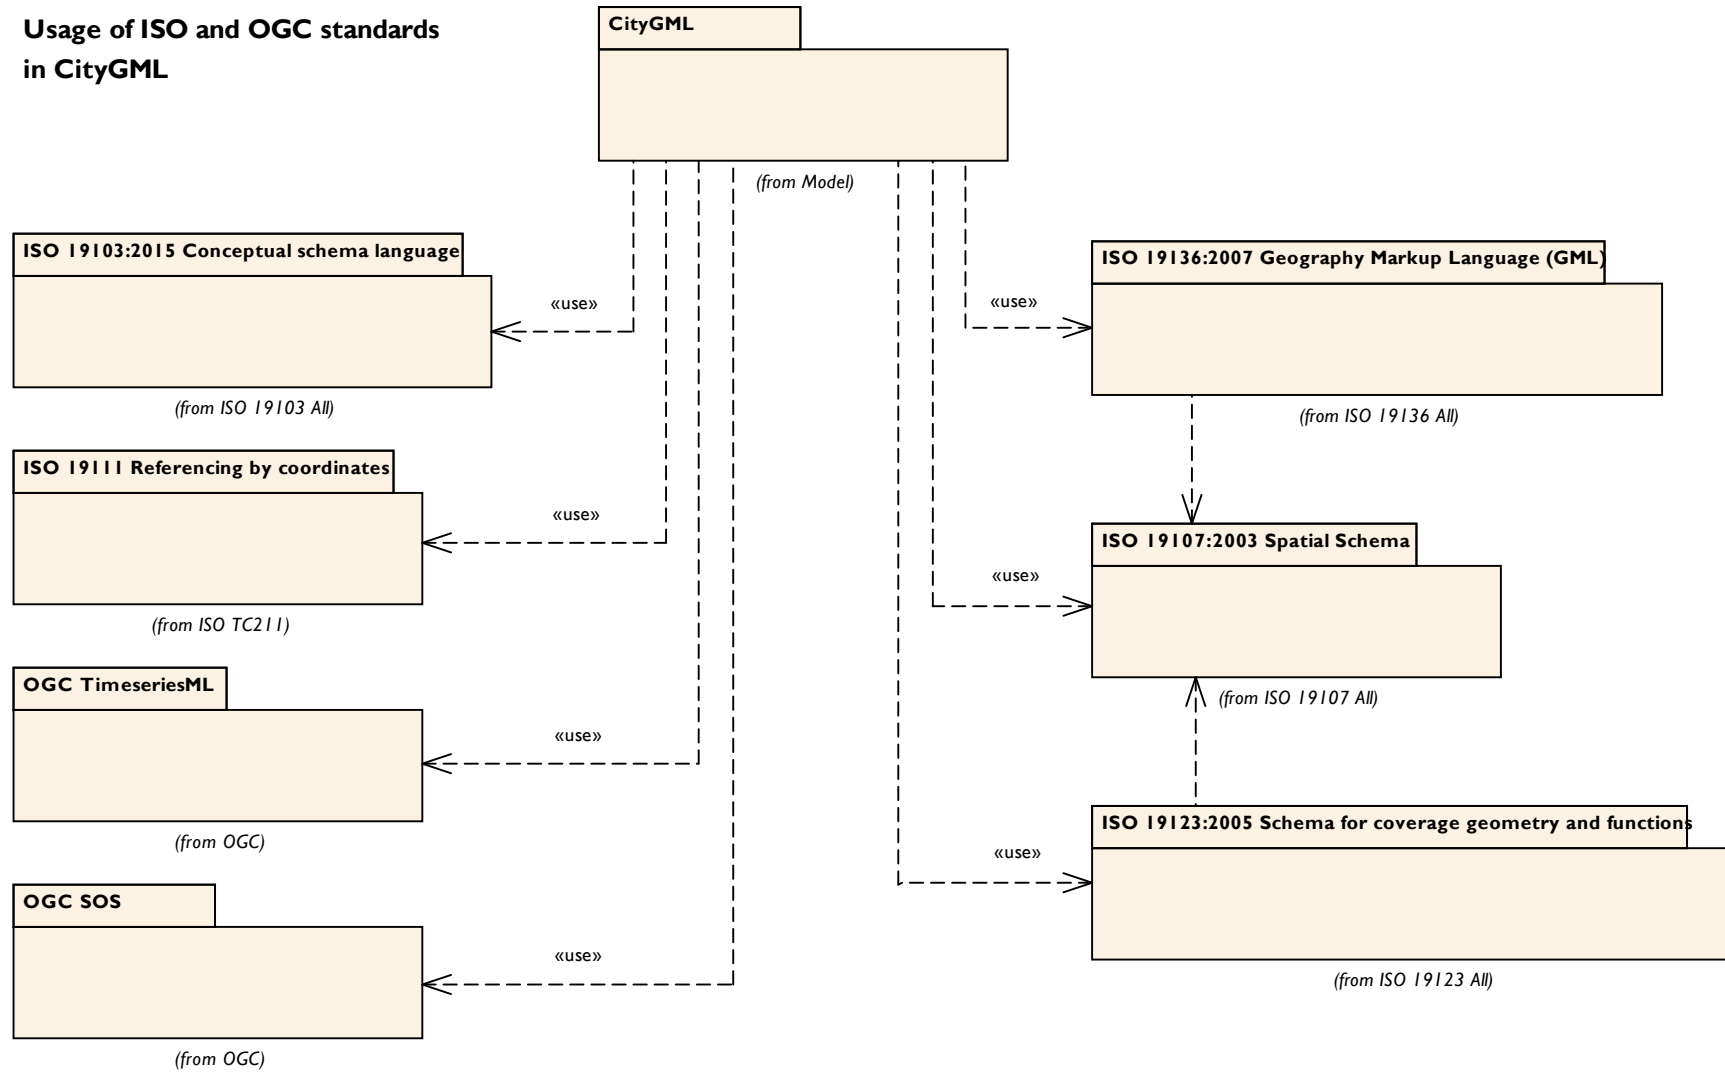 Usage of ISO and OGC standards
in CityGML
CityGML
(from Model)
ISO 19103:2015 Conceptual schema language
«use»
(from ISO 19103 All)
ISO 19111 Referencing by coordinates
«use»
(from ISO TC211)
OGC TimeseriesML
«use»
(from OGC)
OGC SOS
«use»
(from OGC)
ISO 19136:2007 Geography Markup Language (GML)
«use»
(from ISO 19136 All)
ISO 19107:2003 Spatial Schema
«use»
(from ISO 19107 All)
ISO 19123:2005 Schema for coverage geometry and functions
«use»
(from ISO 19123 All)